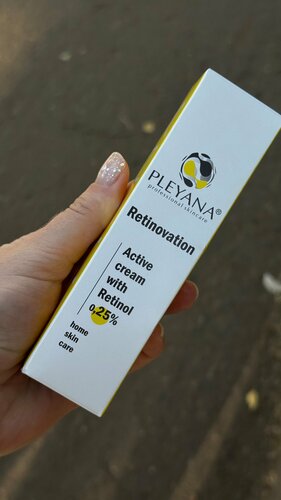 PLEYANA®
professional skincare
Retinovation
Active
cream
with
Retinol
0,25%
home
skin
care